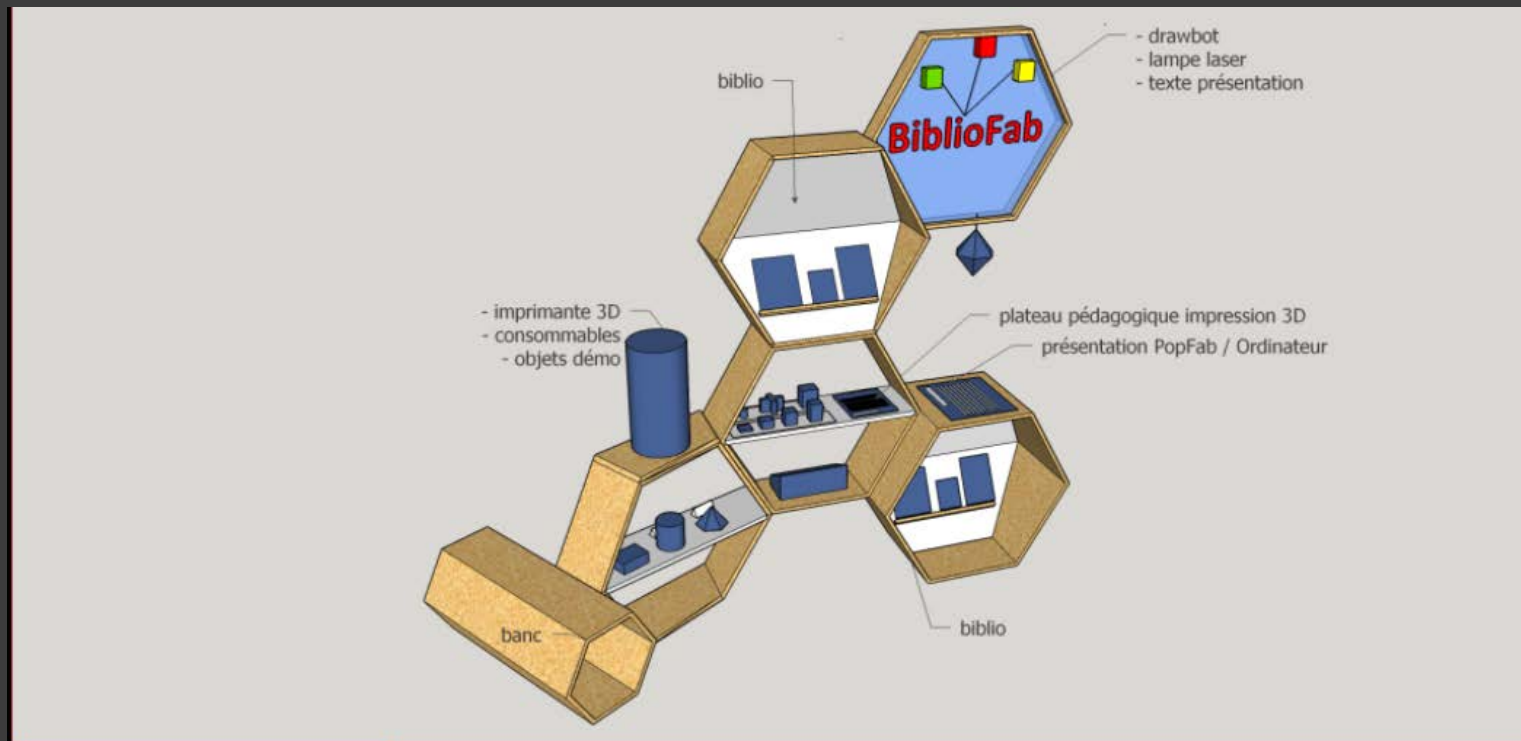 - drawbot
- lampe laser
- texte présentation
biblio
BiblioFab
- imprimante 3D
- consommables
- objets démo
plateau pédagogique impression 3D
présentation PopFab / Ordinateur
banc
biblio